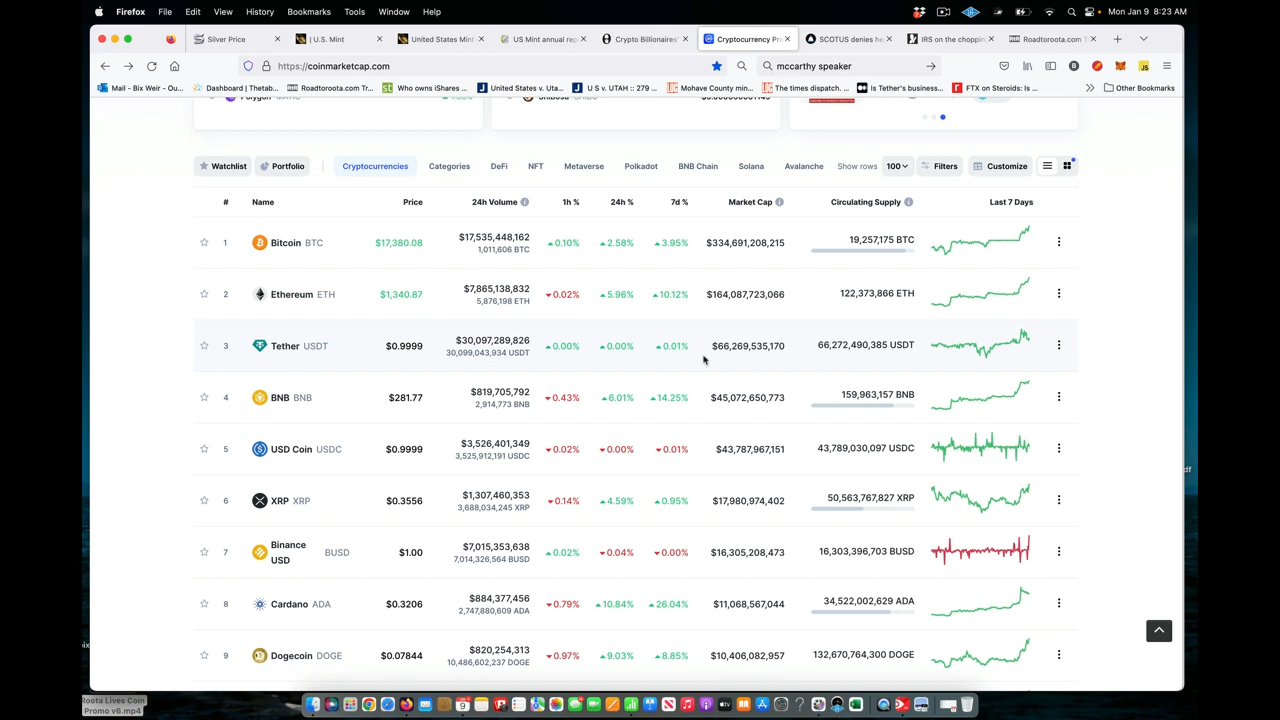 Firefox File Edit View History Bookmarks Tools Window Help Mon Jan 9 8:23 AM
Silver Price × | U.S. Mint × United States Mint × US Mint annual rep × Crypto Billionaires' × Cryptocurrency Pri × SCOTUS denies he × IRS on the choppin × Roadtoroota.com T ×
https://coinmarketcap.com mccarthy speaker
Mail - Bix Weir - Ou... Dashboard | Thetab... Roadtoroota.com Tr... Who owns iShares ... United States v. Uta... U S v. UTAH :: 279 ... Mohave County min... The times dispatch. ... Is Tether's business... FTX on Steroids: Is ... Other Bookmarks
Watchlist Portfolio Cryptocurrencies Categories DeFi NFT Metaverse Polkadot BNB Chain Solana Avalanche Show rows 100 Filters Customize
# Name Price 24h Volume 1h % 24h % 7d % Market Cap Circulating Supply Last 7 Days
1 Bitcoin BTC $17,380.08 $17,535,448,162 0.10% 2.58% 3.95% $334,691,208,215 19,257,175 BTC
1,011,606 BTC
2 Ethereum ETH $1,340.87 $7,865,138,832 0.02% 5.96% 10.12% $164,087,723,066 122,373,866 ETH
5,876,198 ETH
3 Tether USDT $0.9999 $30,097,289,826 0.00% 0.00% 0.01% $66,269,535,170 66,272,490,385 USDT
30,099,043,934 USDT
4 BNB BNB $281.77 $819,705,792 0.43% 6.01% 14.25% $45,072,650,773 159,963,157 BNB
2,914,773 BNB
5 USD Coin USDC $0.9999 $3,526,401,349 0.02% 0.00% 0.01% $43,787,967,151 43,789,030,097 USDC
3,525,912,191 USDC
6 XRP XRP $0.3556 $1,307,460,353 0.14% 4.59% 0.95% $17,980,974,402 50,563,767,827 XRP
3,688,034,245 XRP
7 Binance USD BUSD $1.00 $7,015,353,638 0.02% 0.04% 0.00% $16,305,208,473 16,303,396,703 BUSD
7,014,326,564 BUSD
8 Cardano ADA $0.3206 $884,377,456 0.79% 10.84% 26.04% $11,068,567,044 34,522,002,629 ADA
2,747,880,609 ADA
9 Dogecoin DOGE $0.07844 $820,254,313 0.97% 9.03% 8.85% $10,406,082,957 132,670,764,300 DOGE
10,486,602,237 DOGE
Roota Lives Coin
Promo v6.mp4